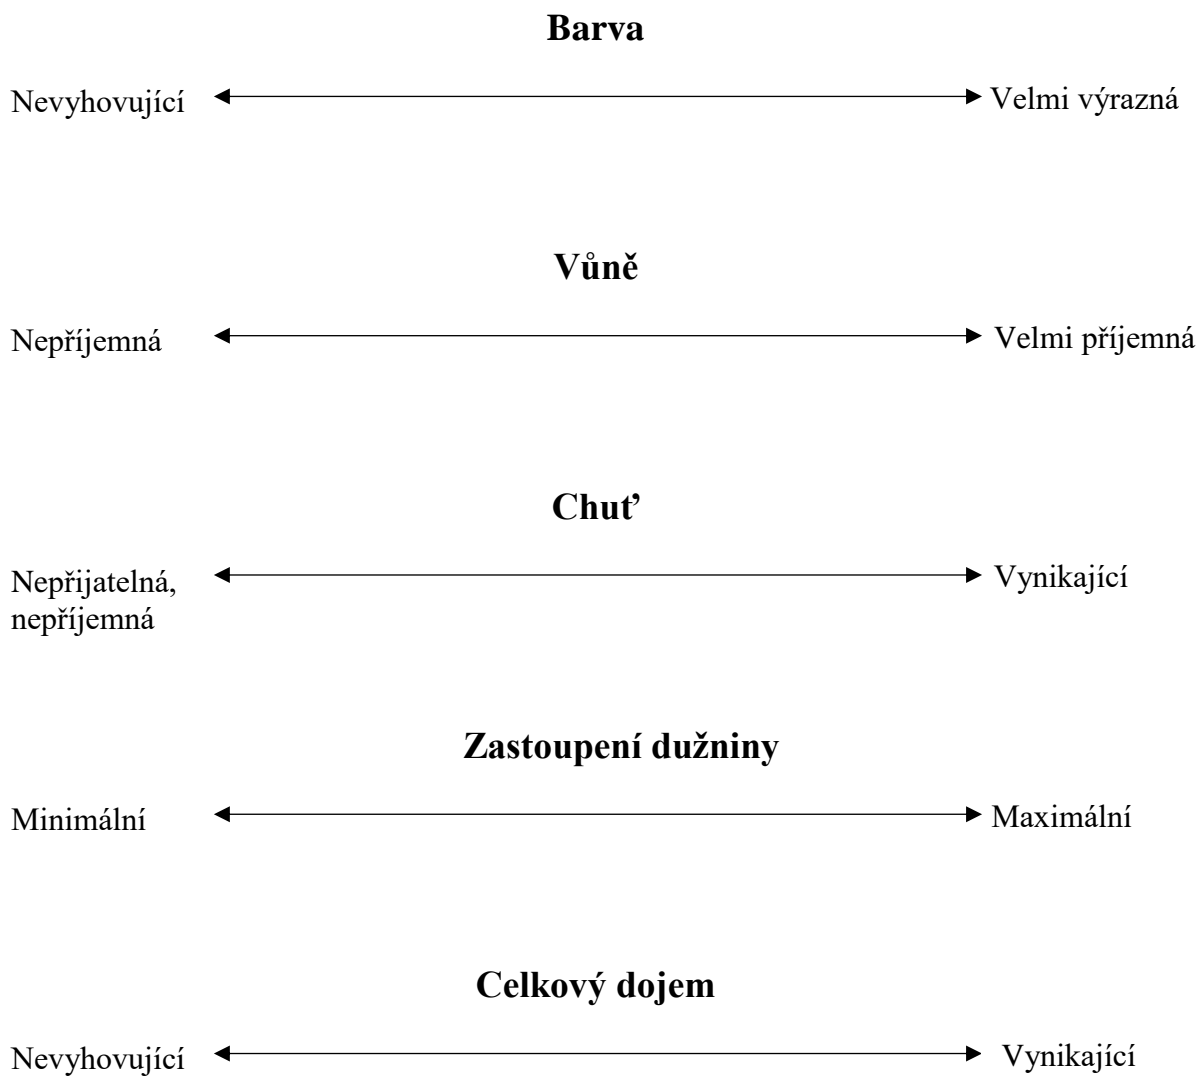 Barva
Nevyhovující Velmi výrazná
Vůně
Nepříjemná Velmi příjemná
Chuť
Nepřijatelná, Vynikající
nepříjemná
Zastoupení dužniny
Minimální Maximální
Celkový dojem
Nevyhovující Vynikající